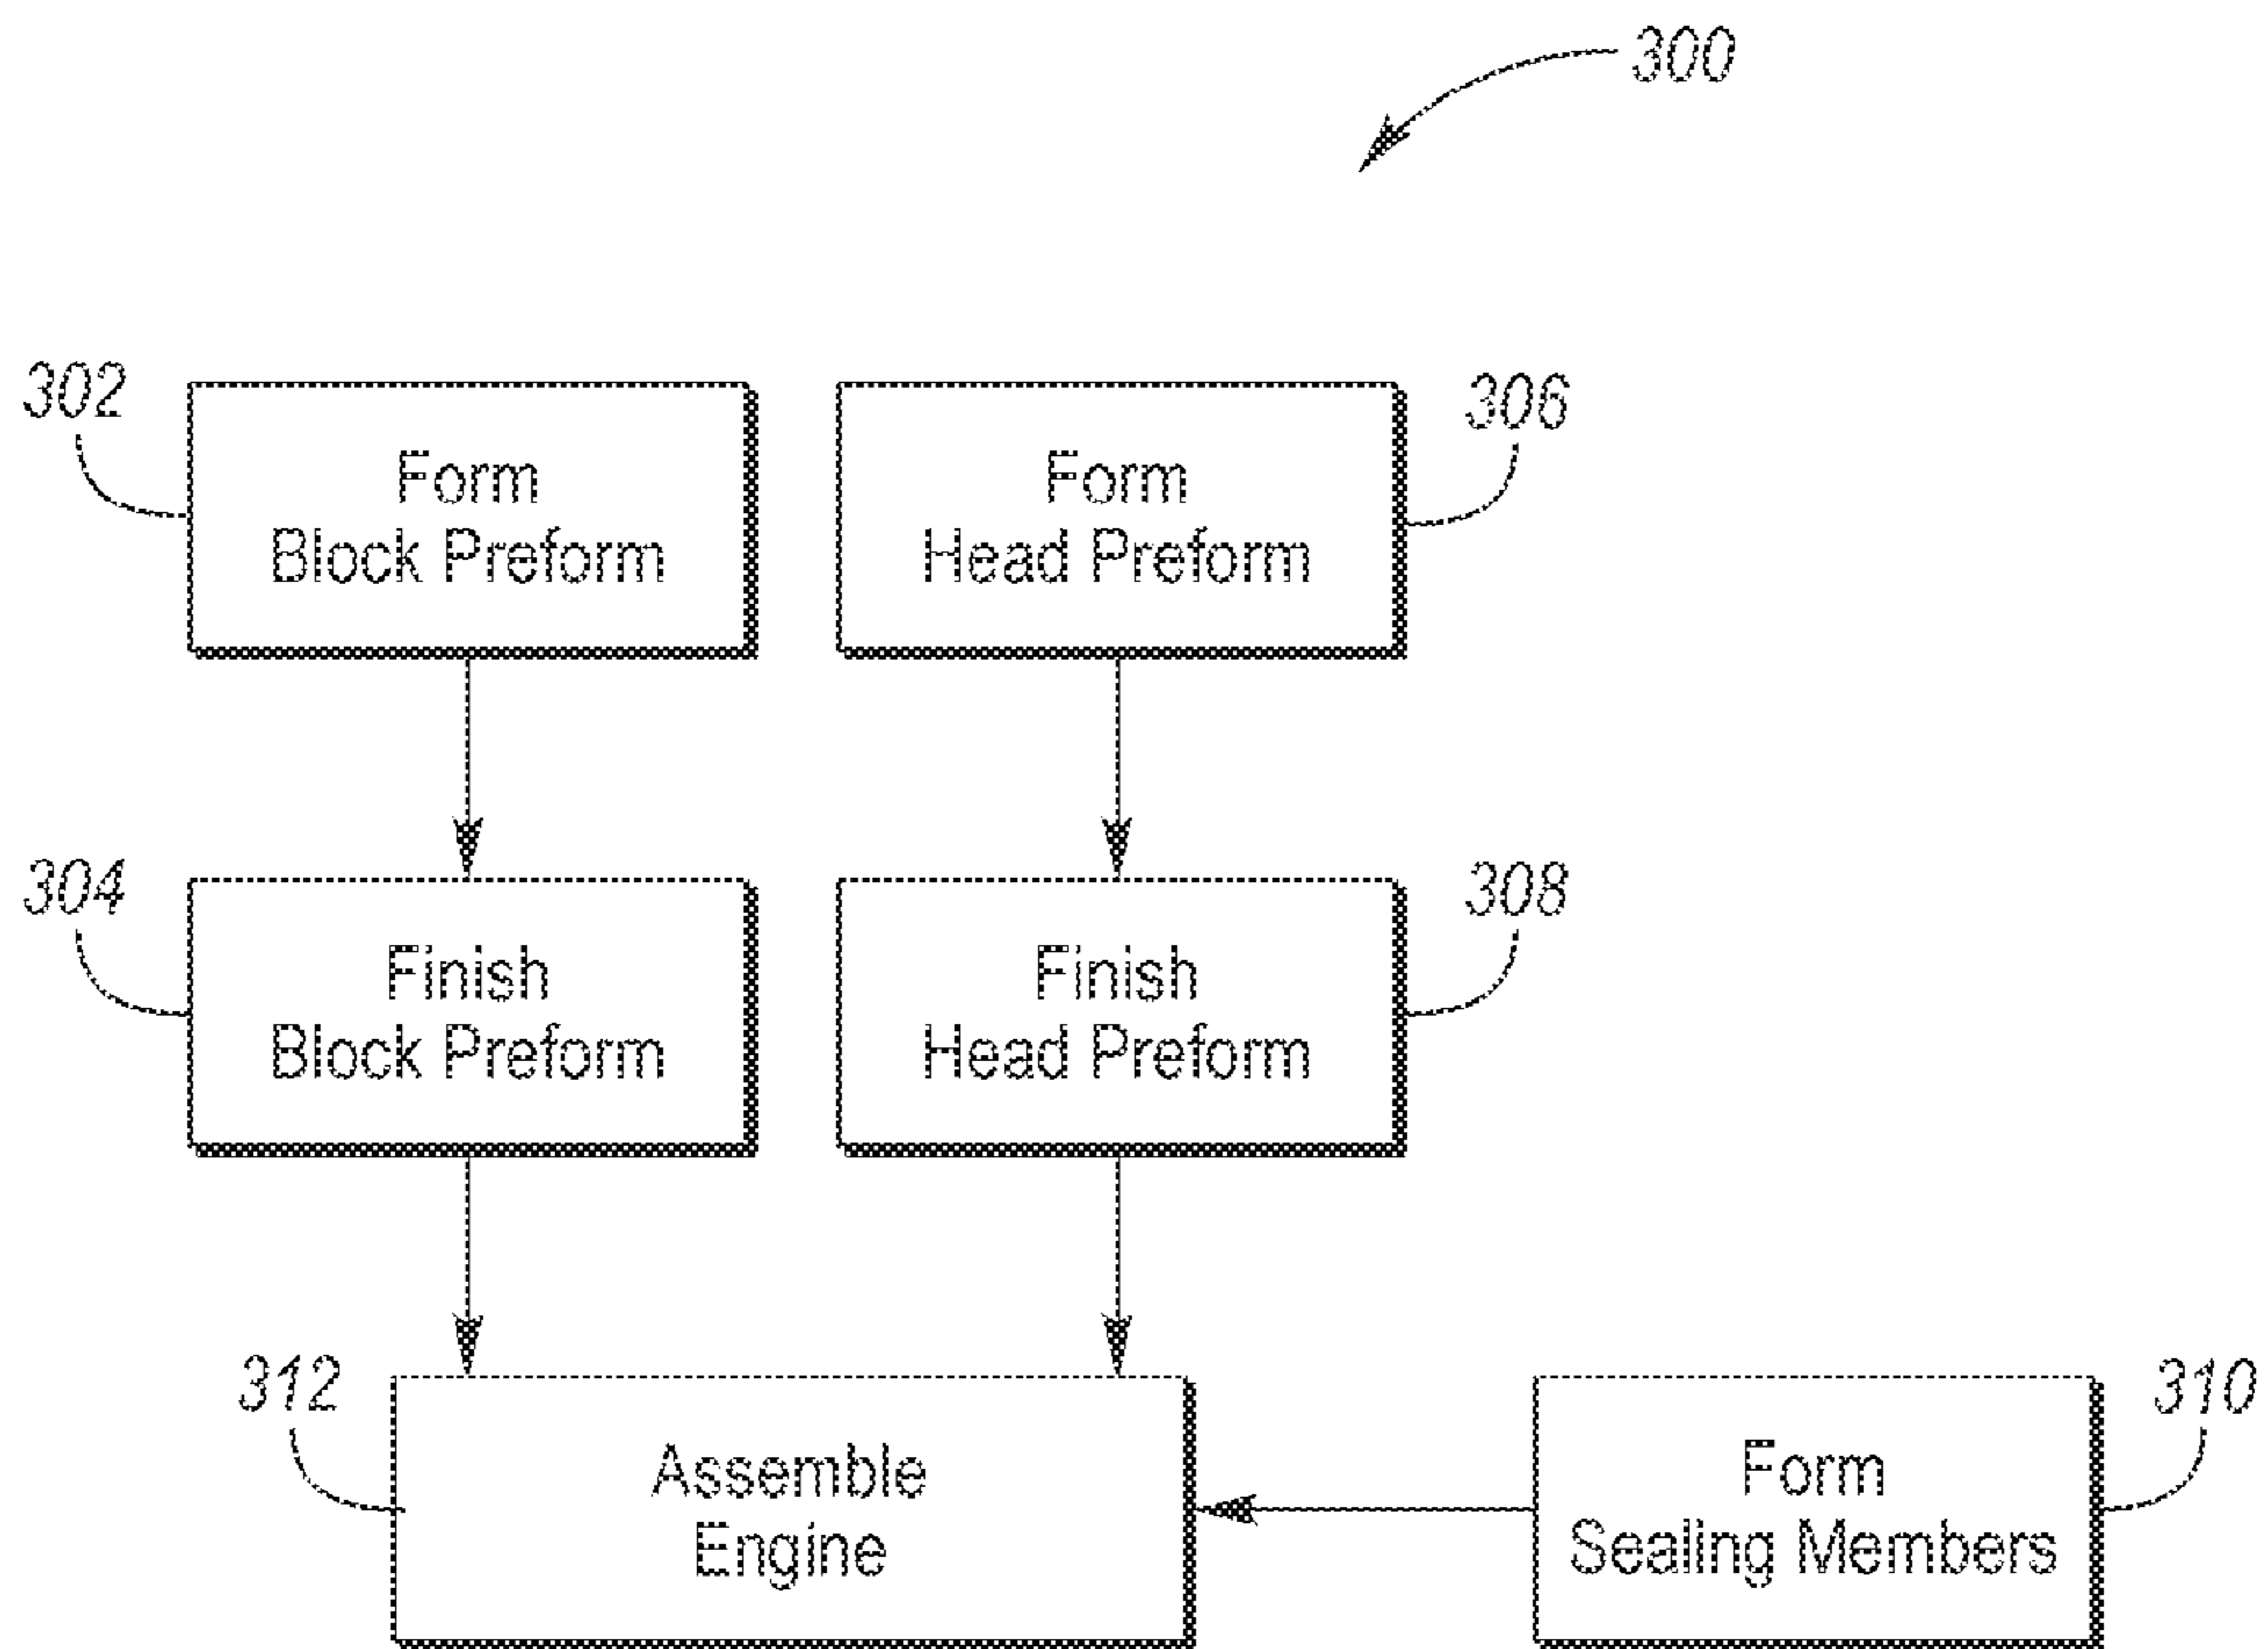 300
302
Form
Block Preform
Form
Head Preform
306
304
Finish
Block Preform
Finish
Head Preform
308
312
Assemble
Engine
Form
Sealing Members
310